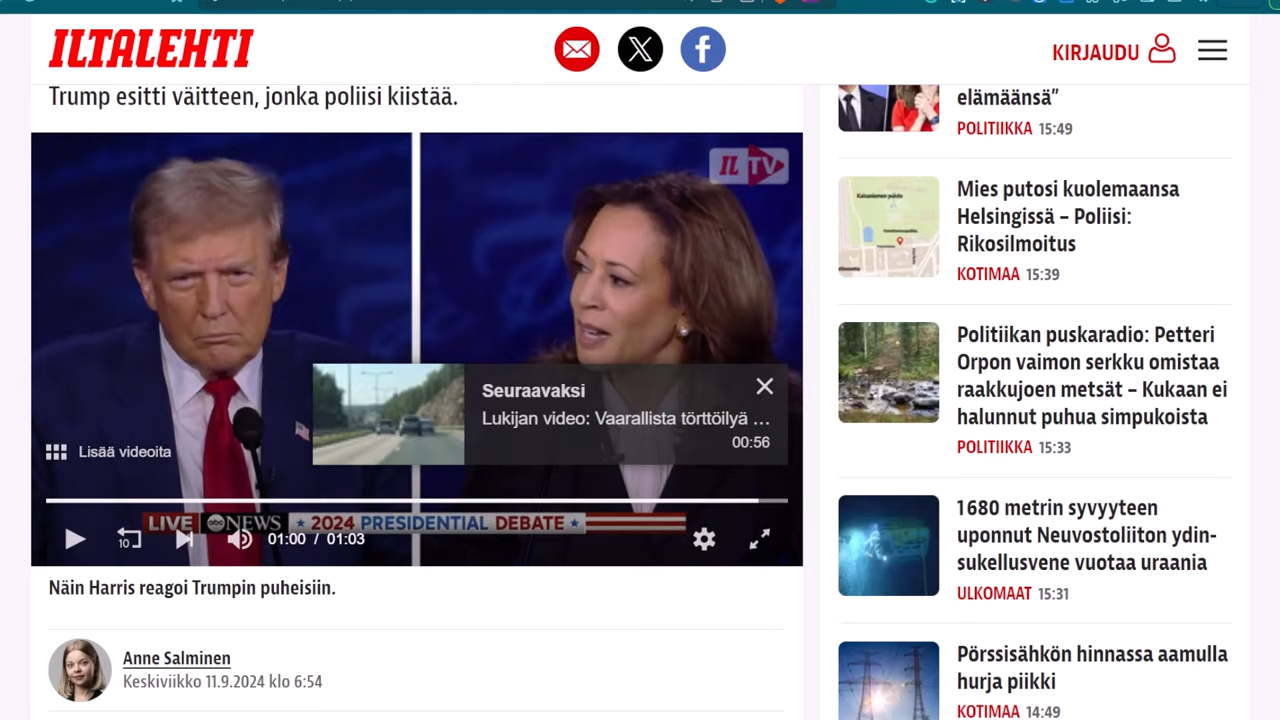 ILTALEHTI
KIRJAUDU
Trump esitti väitteen, jonka poliisi kiistää.
IL TV
Seuraavaksi
Lukijan video: Vaarallista törttöilyä ...
00:56
Lisää videoita
LIVE abc NEWS 2024 PRESIDENTIAL DEBATE
10
01:00 / 01:03
Näin Harris reagoi Trumpin puheisiin.
Anne Salminen
Keskiviikko 11.9.2024 klo 6:54
elämäänsä”
POLITIIKKA 15:49
Mies putosi kuolemaansa
Helsingissä – Poliisi:
Rikosilmoitus
KOTIMAA 15:39
Politiikan puskaradio: Petteri
Orpon vaimon serkku omistaa
raakkujoen metsät – Kukaan ei
halunnut puhua simpukoista
POLITIIKKA 15:33
1680 metrin syvyyteen
uponnut Neuvostoliiton ydin-
sukellusvene vuotaa uraania
ULKOMAAT 15:31
Pörssisähkön hinnassa aamulla
hurja piikki
KOTIMAA 14:49